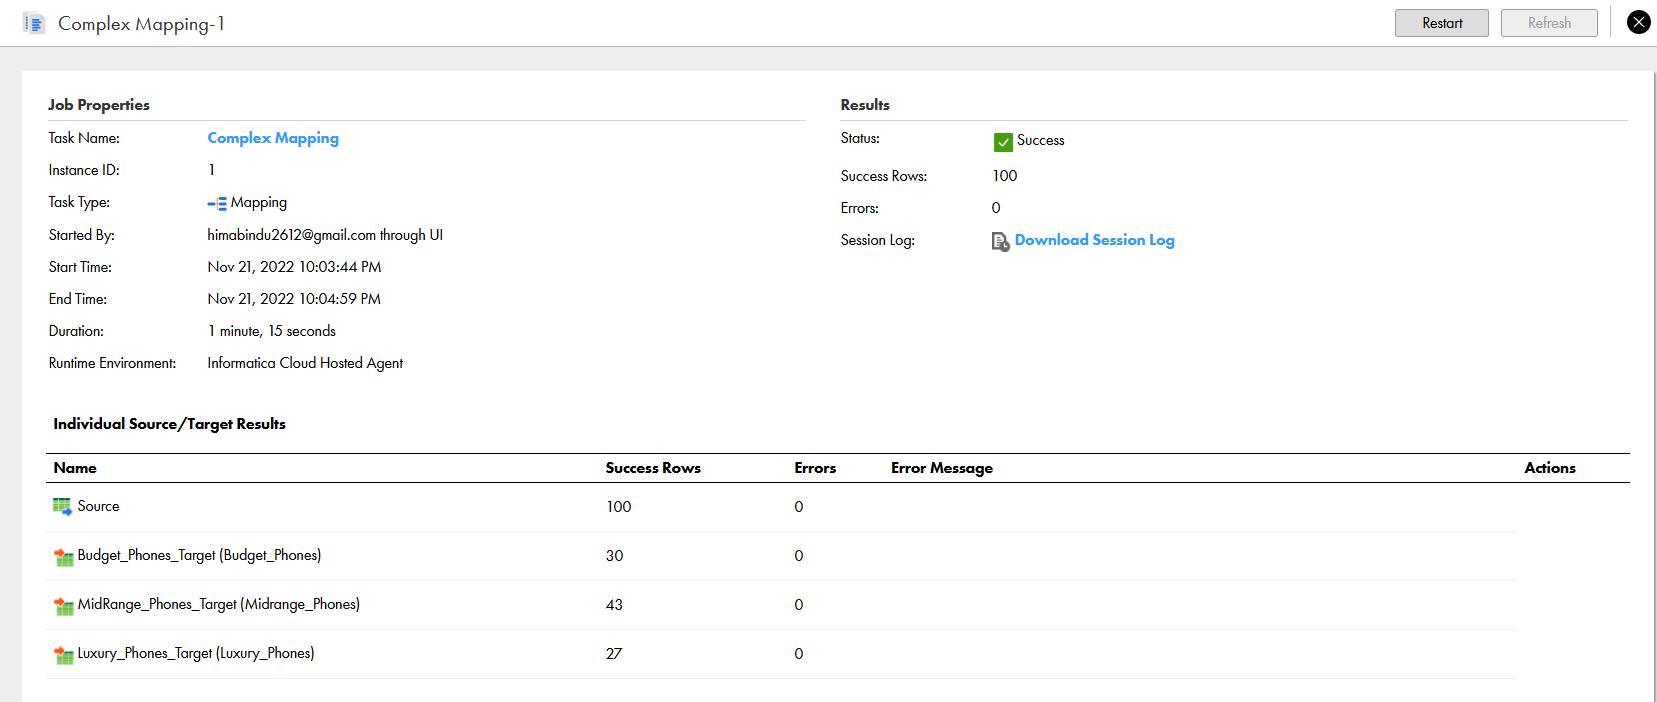 Complex Mapping-1
Restart
Refresh
Job Properties
Task Name: Complex Mapping
Instance ID: 1
Task Type: Mapping
Started By: himabindu2612@gmail.com through UI
Start Time: Nov 21, 2022 10:03:44 PM
End Time: Nov 21, 2022 10:04:59 PM
Duration: 1 minute, 15 seconds
Runtime Environment: Informatica Cloud Hosted Agent
Results
Status: Success
Success Rows: 100
Errors: 0
Session Log: Download Session Log
Individual Source/Target Results
Name Success Rows Errors Error Message Actions
Source 100 0
Budget_Phones_Target (Budget_Phones) 30 0
MidRange_Phones_Target (Midrange_Phones) 43 0
Luxury_Phones_Target (Luxury_Phones) 27 0